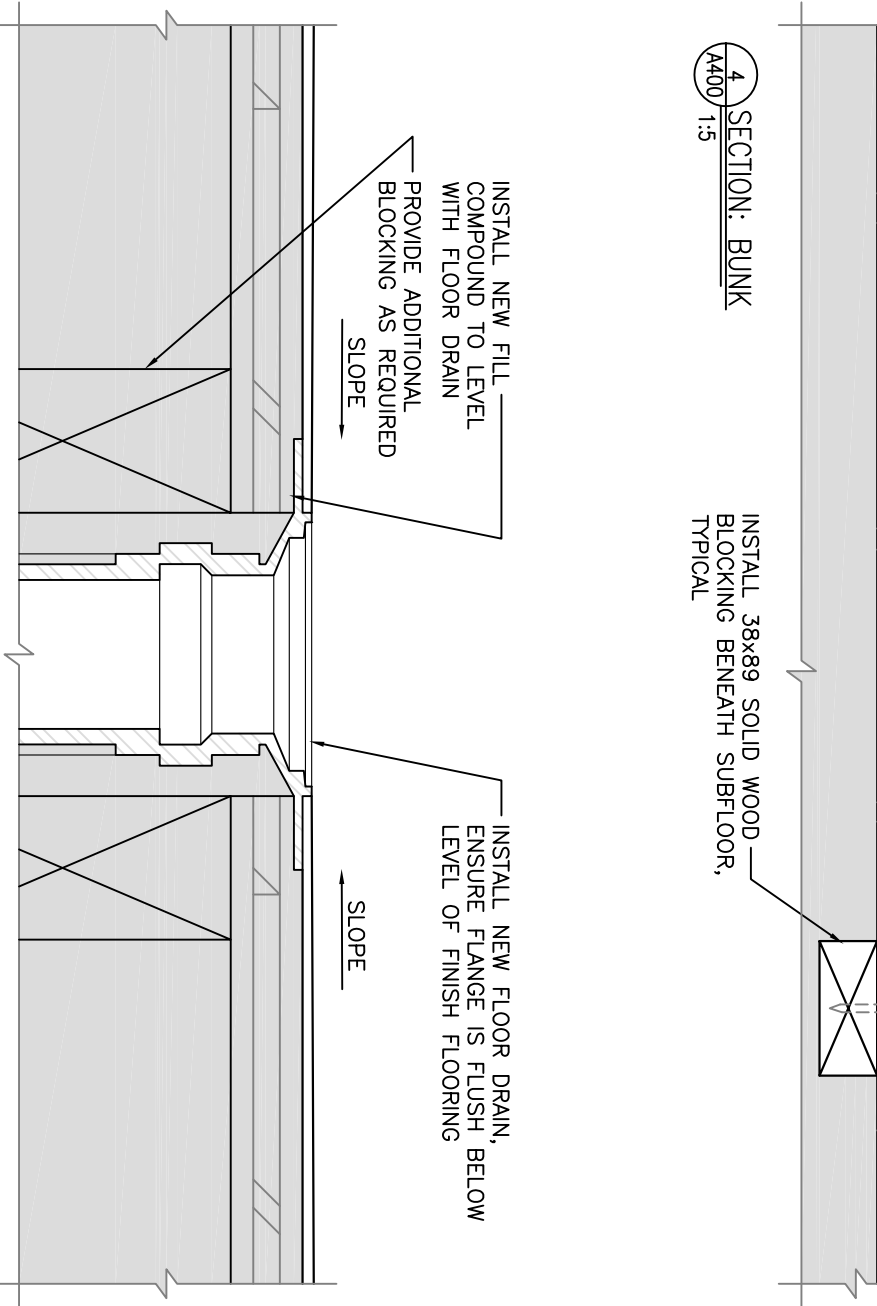 4
A400
SECTION: BUNK
1:5
INSTALL 38x89 SOLID WOOD
BLOCKING BENEATH SUBFLOOR,
TYPICAL
INSTALL NEW FILL
COMPOUND TO LEVEL
WITH FLOOR DRAIN
PROVIDE ADDITIONAL
BLOCKING AS REQUIRED
SLOPE
INSTALL NEW FLOOR DRAIN,
ENSURE FLANGE IS FLUSH BELOW
LEVEL OF FINISH FLOORING
SLOPE